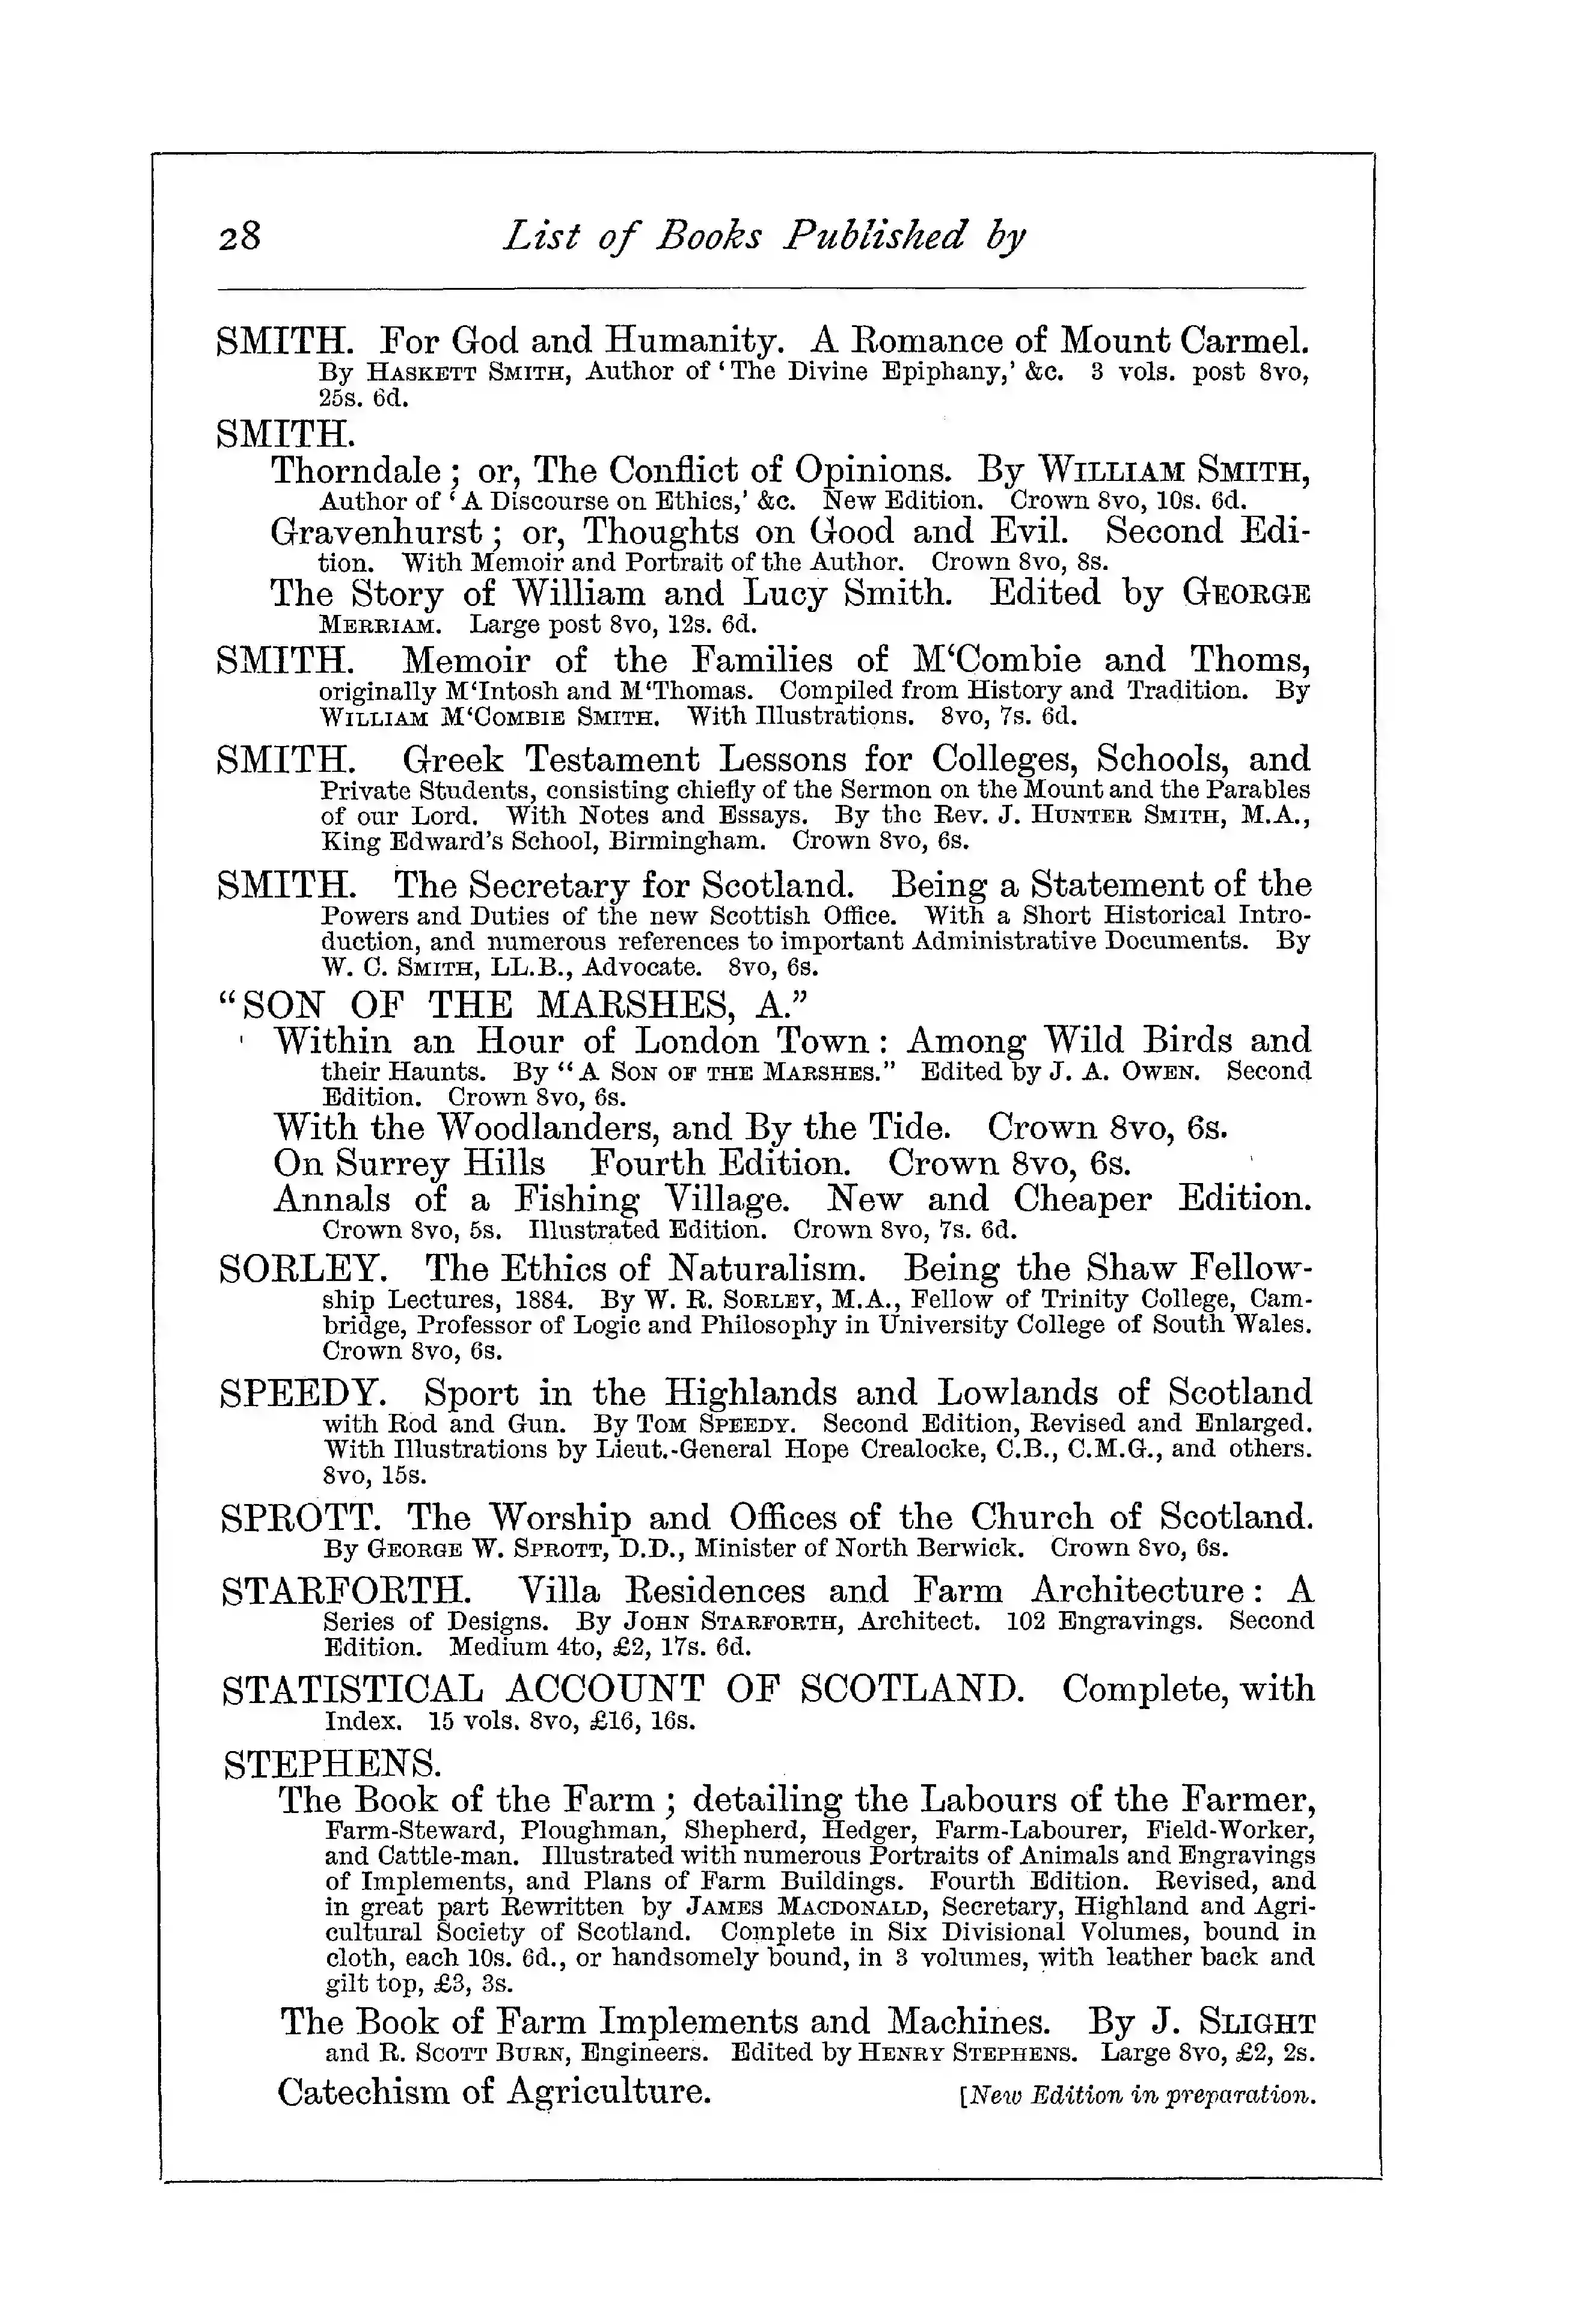 28 List of Books Published by
SMITH. For God and Humanity. A Romance of Mount Carmel.
By HASKETT SMITH, Author of ‘The Divine Epiphany,’ &c. 3 vols. post 8vo,
25s. 6d.
SMITH.
Thorndale; or, The Conflict of Opinions. By WILLIAM SMITH,
Author of ‘A Discourse on Ethics,’ &c. New Edition. Crown 8vo, 10s. 6d.
Gravenhurst; or, Thoughts on Good and Evil. Second Edi-
tion. With Memoir and Portrait of the Author. Crown 8vo, 8s.
The Story of William and Lucy Smith. Edited by GEORGE
MERRIAM. Large post 8vo, 12s. 6d.
SMITH. Memoir of the Families of M‘Combie and Thoms,
originally M‘Intosh and M‘Thomas. Compiled from History and Tradition. By
WILLIAM M‘COMBIE SMITH. With Illustrations. 8vo, 7s. 6d.
SMITH. Greek Testament Lessons for Colleges, Schools, and
Private Students, consisting chiefly of the Sermon on the Mount and the Parables
of our Lord. With Notes and Essays. By the Rev. J. HUNTER SMITH, M.A.,
King Edward’s School, Birmingham. Crown 8vo, 6s.
SMITH. The Secretary for Scotland. Being a Statement of the
Powers and Duties of the new Scottish Office. With a Short Historical Intro-
duction, and numerous references to important Administrative Documents. By
W. C. SMITH, LL.B., Advocate. 8vo, 6s.
“SON OF THE MARSHES, A.”
Within an Hour of London Town: Among Wild Birds and
their Haunts. By “A SON OF THE MARSHES.” Edited by J. A. OWEN. Second
Edition. Crown 8vo, 6s.
With the Woodlanders, and By the Tide. Crown 8vo, 6s.
On Surrey Hills Fourth Edition. Crown 8vo, 6s.
Annals of a Fishing Village. New and Cheaper Edition.
Crown 8vo, 5s. Illustrated Edition. Crown 8vo, 7s. 6d.
SORLEY. The Ethics of Naturalism. Being the Shaw Fellow-
ship Lectures, 1884. By W. R. SORLEY, M.A., Fellow of Trinity College, Cam-
bridge, Professor of Logic and Philosophy in University College of South Wales.
Crown 8vo, 6s.
SPEEDY. Sport in the Highlands and Lowlands of Scotland
with Rod and Gun. By TOM SPEEDY. Second Edition, Revised and Enlarged.
With Illustrations by Lieut.-General Hope Crealocke, C.B., C.M.G., and others.
8vo, 15s.
SPROTT. The Worship and Offices of the Church of Scotland.
By GEORGE W. SPROTT, D.D., Minister of North Berwick. Crown 8vo, 6s.
STARFORTH. Villa Residences and Farm Architecture: A
Series of Designs. By JOHN STARFORTH, Architect. 102 Engravings. Second
Edition. Medium 4to, £2, 17s. 6d.
STATISTICAL ACCOUNT OF SCOTLAND. Complete, with
Index. 15 vols. 8vo, £16, 16s.
STEPHENS.
The Book of the Farm; detailing the Labours of the Farmer,
Farm-Steward, Ploughman, Shepherd, Hedger, Farm-Labourer, Field-Worker,
and Cattle-man. Illustrated with numerous Portraits of Animals and Engravings
of Implements, and Plans of Farm Buildings. Fourth Edition. Revised, and
in great part Rewritten by JAMES MACDONALD, Secretary, Highland and Agri-
cultural Society of Scotland. Complete in Six Divisional Volumes, bound in
cloth, each 10s. 6d., or handsomely bound, in 3 volumes, with leather back and
gilt top, £3, 3s.
The Book of Farm Implements and Machines. By J. SLIGHT
and R. SCOTT BURN, Engineers. Edited by HENRY STEPHENS. Large 8vo, £2, 2s.
Catechism of Agriculture. [New Edition in preparation.